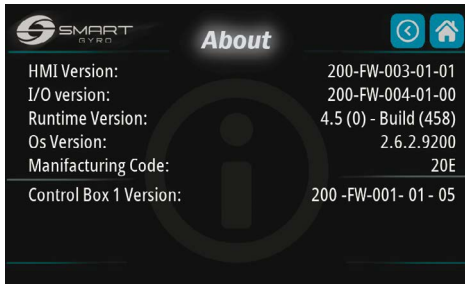 SMART
GYRO
About
HMI Version: 200-FW-003-01-01
I/O version: 200-FW-004-01-00
Runtime Version: 4.5 (0) - Build (458)
Os Version: 2.6.2.9200
Manifacturing Code: 20E
Control Box 1 Version: 200 -FW-001- 01 - 05